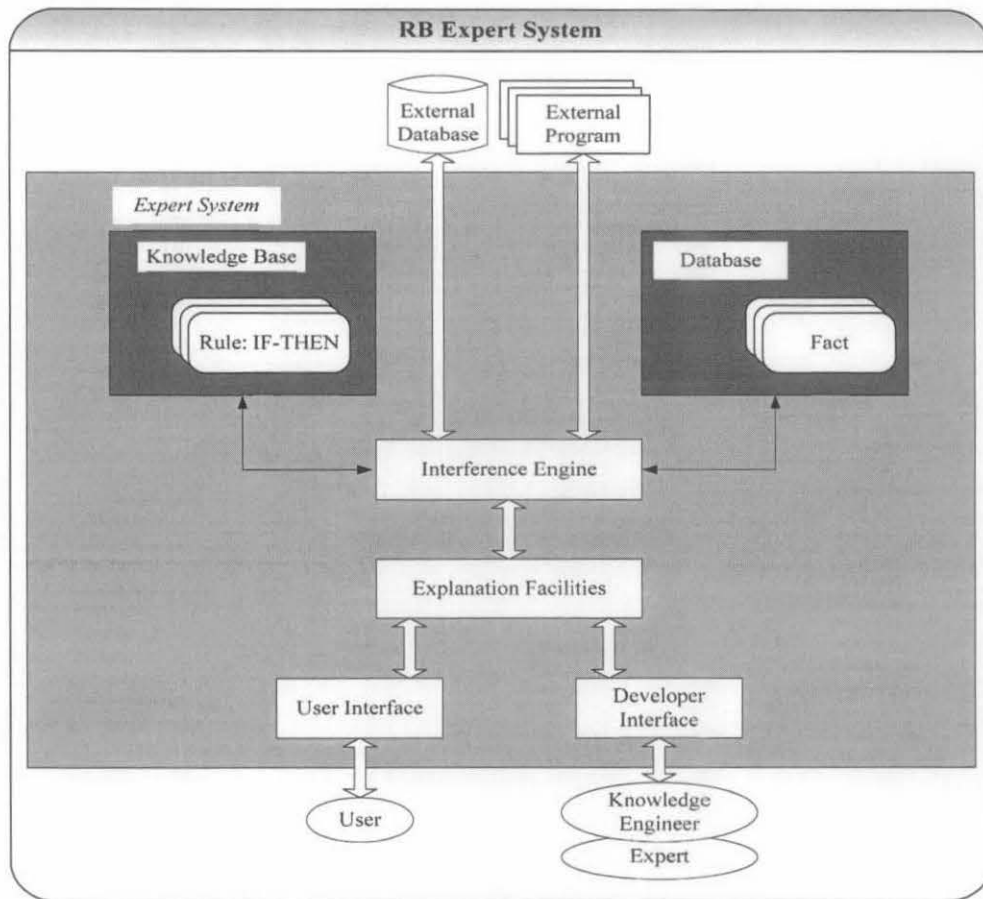 RB Expert System
External
Database
External
Program
Expert System
Knowledge Base
Rule: IF-THEN
Database
Fact
Interference Engine
Explanation Facilities
User Interface
Developer
Interface
User
Knowledge
Engineer
Expert